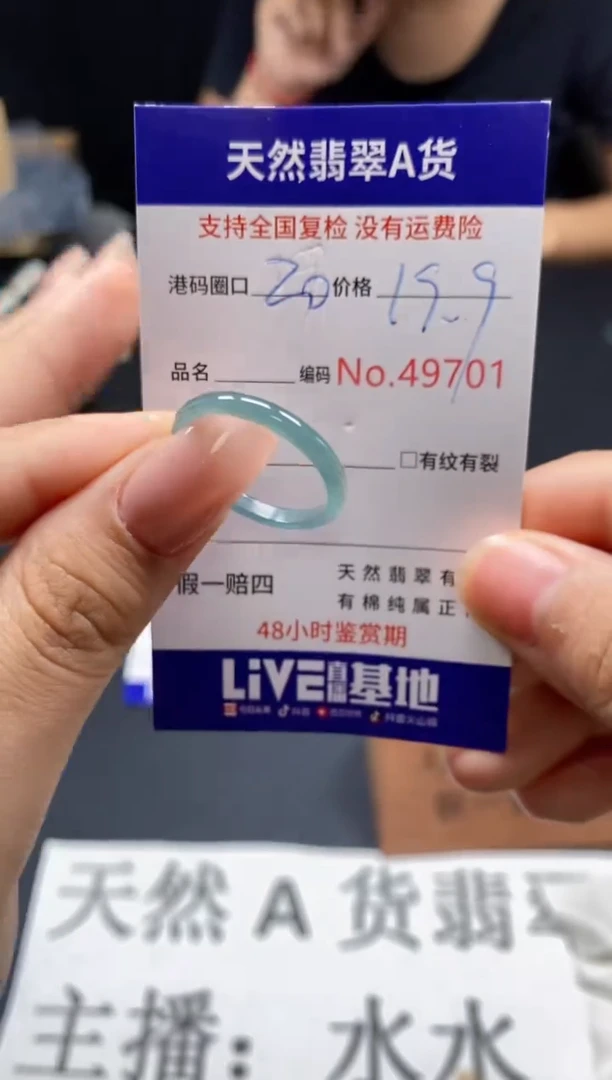 天然翡翠A货
支持全国复检 没有运费险
港码圈口 20 价格 19.9
品名 编码 No.49701
□有纹有裂
假一赔四
天然翡翠有
有棉纯属正
48小时鉴赏期
LiVE直播基地
天然A货翡
主播：水水